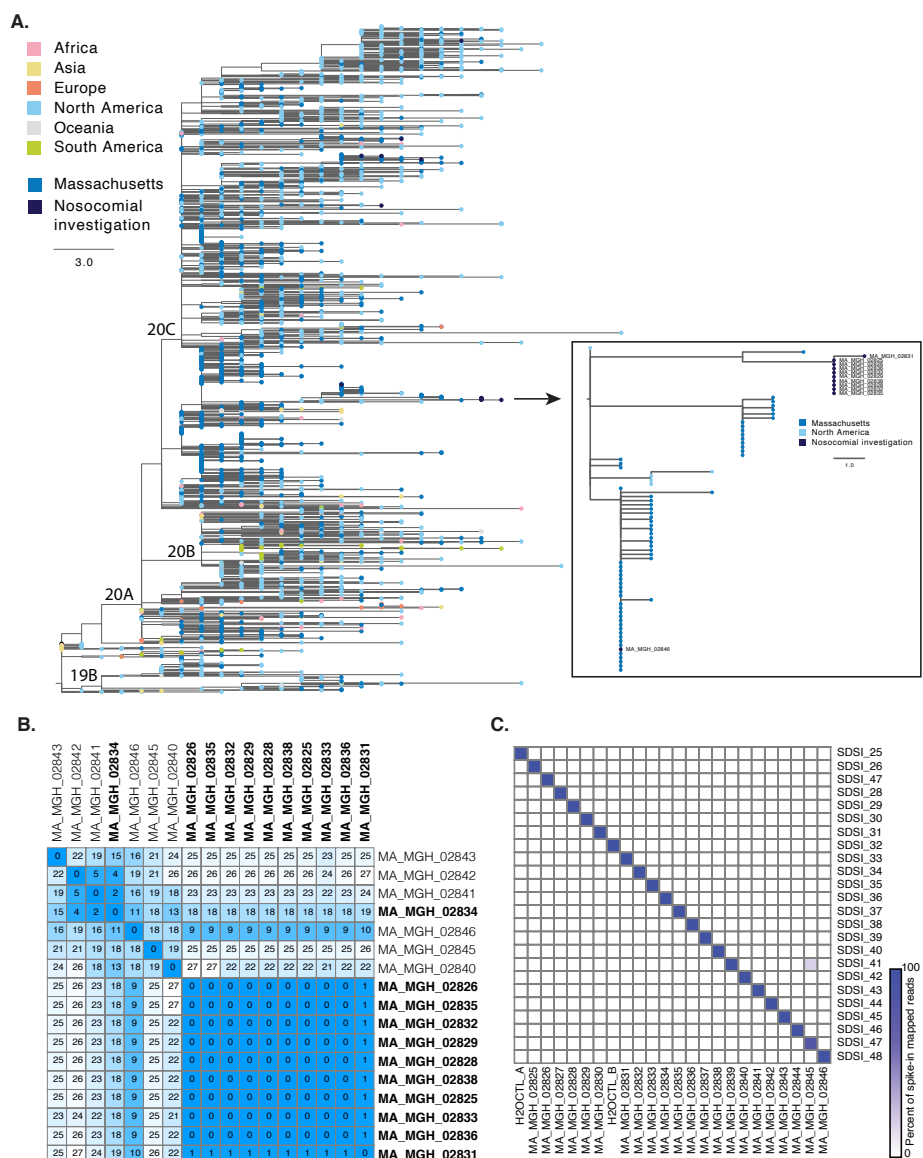 A.
Africa
Asia
Europe
North America
Oceania
South America
Massachusetts
Nosocomial
investigation
3.0
20C
20B
20A
19B
MA_MGH_02831
MA_MGH_02835
Massachusetts
North America
Nosocomial investigation
1.0
MA_MGH_02846
B.
MA_MGH_02843
MA_MGH_02842
MA_MGH_02841
MA_MGH_02834
MA_MGH_02846
MA_MGH_02845
MA_MGH_02840
MA_MGH_02826
MA_MGH_02835
MA_MGH_02832
MA_MGH_02829
MA_MGH_02828
MA_MGH_02838
MA_MGH_02825
MA_MGH_02833
MA_MGH_02836
MA_MGH_02831
0 22 19 15 16 21 24 25 25 25 25 25 25 25 23 25 25 MA_MGH_02843
22 0 5 4 19 21 26 26 26 26 26 26 26 26 24 26 27 MA_MGH_02842
19 5 0 2 16 19 18 23 23 23 23 23 23 23 22 23 24 MA_MGH_02841
15 4 2 0 11 18 13 18 18 18 18 18 18 18 18 18 19 MA_MGH_02834
16 19 16 11 0 18 18 9 9 9 9 9 9 9 9 9 10 MA_MGH_02846
21 21 19 18 18 0 19 25 25 25 25 25 25 25 25 25 26 MA_MGH_02845
24 26 18 13 18 19 0 27 27 22 22 22 22 22 21 22 22 MA_MGH_02840
25 26 23 18 9 25 27 0 0 0 0 0 0 0 0 0 1 MA_MGH_02826
25 26 23 18 9 25 27 0 0 0 0 0 0 0 0 0 1 MA_MGH_02835
25 26 23 18 9 25 22 0 0 0 0 0 0 0 0 0 1 MA_MGH_02832
25 26 23 18 9 25 22 0 0 0 0 0 0 0 0 0 1 MA_MGH_02829
25 26 23 18 9 25 22 0 0 0 0 0 0 0 0 0 1 MA_MGH_02828
25 26 23 18 9 25 22 0 0 0 0 0 0 0 0 0 1 MA_MGH_02838
25 26 23 18 9 25 22 0 0 0 0 0 0 0 0 0 1 MA_MGH_02825
23 24 22 18 9 25 21 0 0 0 0 0 0 0 0 0 1 MA_MGH_02833
25 26 23 18 9 25 22 0 0 0 0 0 0 0 0 0 1 MA_MGH_02836
25 27 24 19 10 26 22 1 1 1 1 1 1 1 1 1 0 MA_MGH_02831
C.
SDSI_25
SDSI_26
SDSI_47
SDSI_28
SDSI_29
SDSI_30
SDSI_31
SDSI_32
SDSI_33
SDSI_34
SDSI_35
SDSI_36
SDSI_37
SDSI_38
SDSI_39
SDSI_40
SDSI_41
SDSI_42
SDSI_43
SDSI_44
SDSI_45
SDSI_46
SDSI_47
SDSI_48
H2OCTL_A
MA_MGH_02825
MA_MGH_02826
MA_MGH_02827
MA_MGH_02828
MA_MGH_02829
MA_MGH_02830
H2OCTL_B
MA_MGH_02831
MA_MGH_02832
MA_MGH_02833
MA_MGH_02834
MA_MGH_02835
MA_MGH_02836
MA_MGH_02837
MA_MGH_02838
MA_MGH_02839
MA_MGH_02840
MA_MGH_02841
MA_MGH_02842
MA_MGH_02843
MA_MGH_02844
MA_MGH_02845
MA_MGH_02846
100
Percent of spike-in mapped reads
0